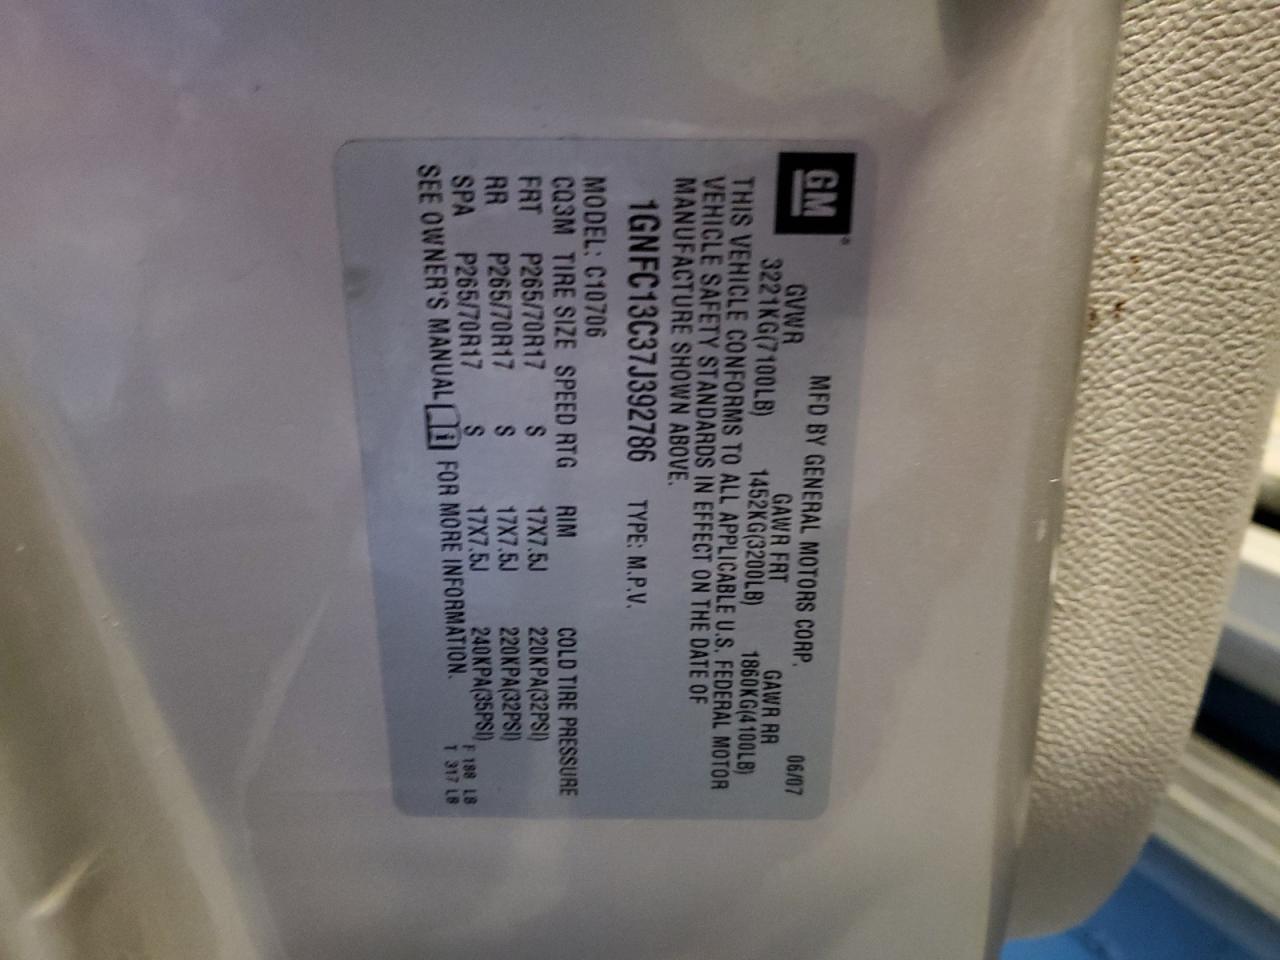 GM®
MFD BY GENERAL MOTORS CORP. 06/07
GVWR GAWR FRT GAWR RR
3221KG(7100LB) 1452KG(3200LB) 1860KG(4100LB)
THIS VEHICLE CONFORMS TO ALL APPLICABLE U.S. FEDERAL MOTOR
VEHICLE SAFETY STANDARDS IN EFFECT ON THE DATE OF
MANUFACTURE SHOWN ABOVE.
1GNFC13C37J392786 TYPE: M.P.V.
MODEL: C10706
CQ3M TIRE SIZE SPEED RTG RIM COLD TIRE PRESSURE
FRT P265/70R17 S 17X7.5J 220KPA(32PSI)
RR P265/70R17 S 17X7.5J 220KPA(32PSI)
SPA P265/70R17 S 17X7.5J 240KPA(35PSI) F 188 LB
SEE OWNER'S MANUAL i FOR MORE INFORMATION. T 317 LB